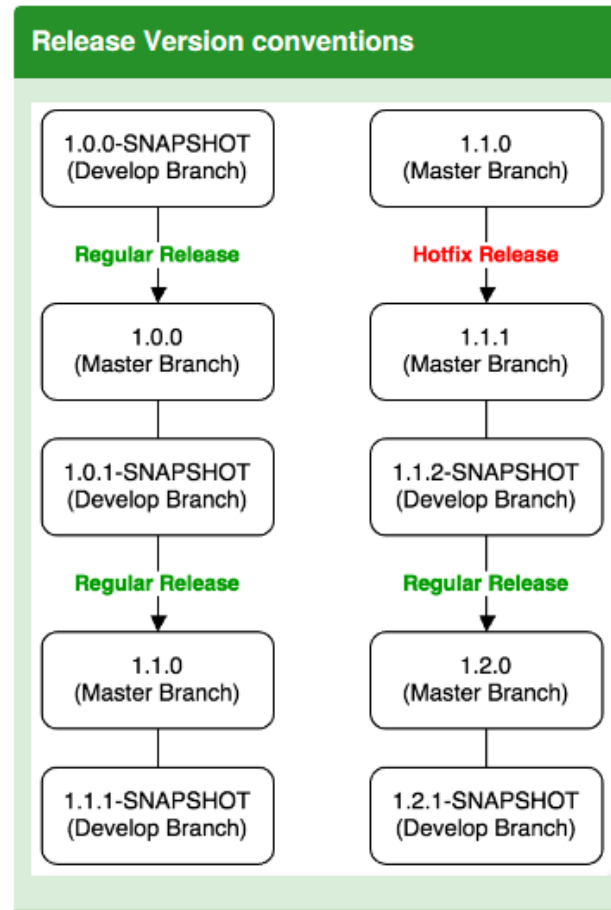 Release Version conventions
1.0.0-SNAPSHOT
(Develop Branch)
Regular Release
1.0.0
(Master Branch)
1.0.1-SNAPSHOT
(Develop Branch)
Regular Release
1.1.0
(Master Branch)
1.1.1-SNAPSHOT
(Develop Branch)
1.1.0
(Master Branch)
Hotfix Release
1.1.1
(Master Branch)
1.1.2-SNAPSHOT
(Develop Branch)
Regular Release
1.2.0
(Master Branch)
1.2.1-SNAPSHOT
(Develop Branch)